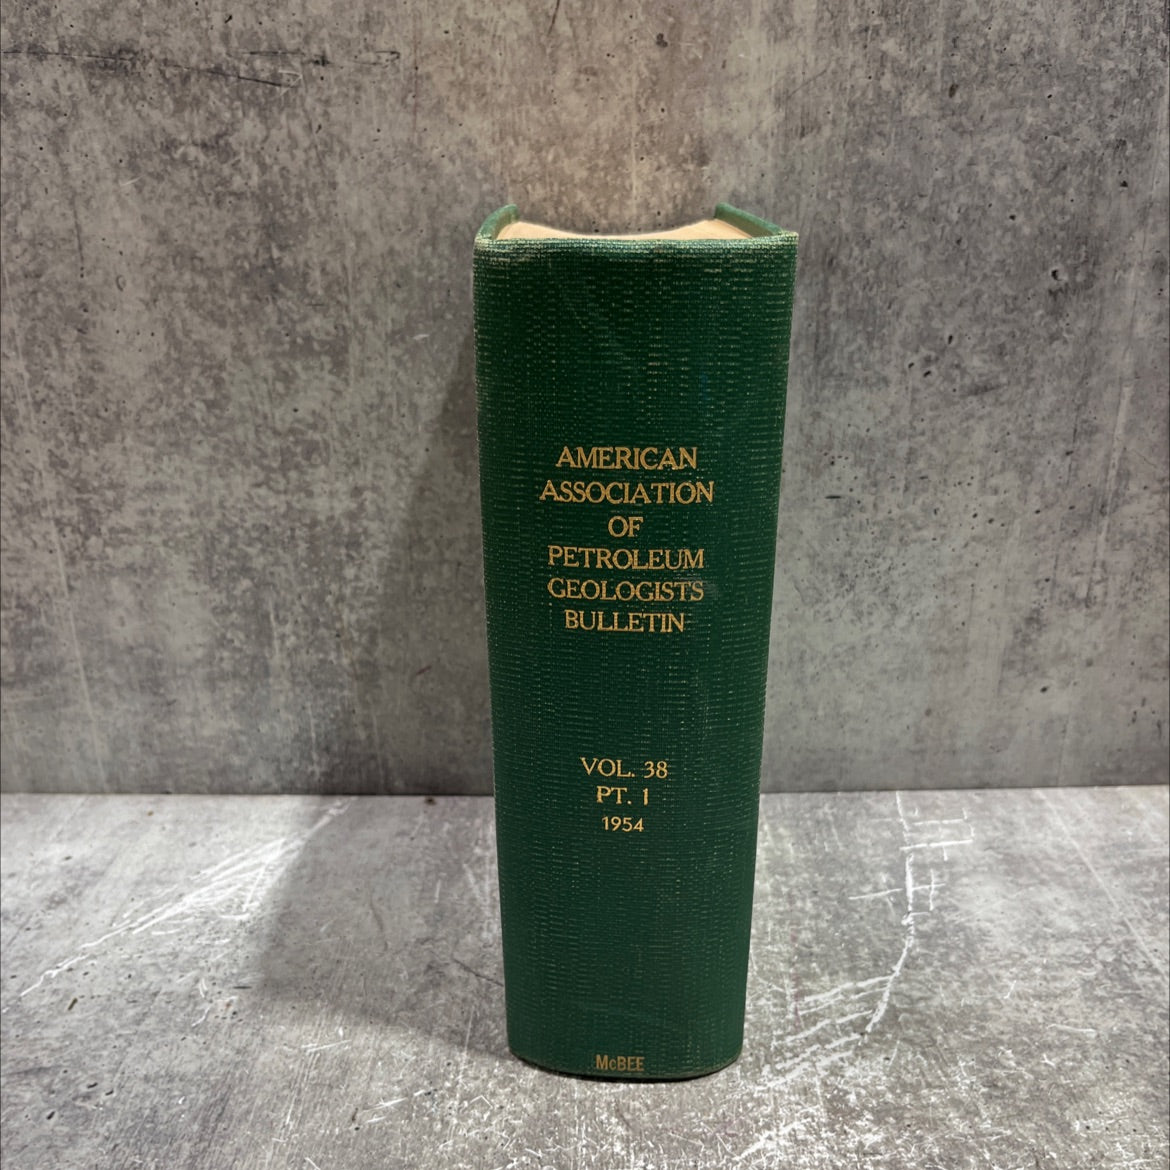 AMERICAN
ASSOCIATION
OF
PETROLEUM
GEOLOGISTS
BULLETIN
VOL. 38
PT. 1
1954
McBEE